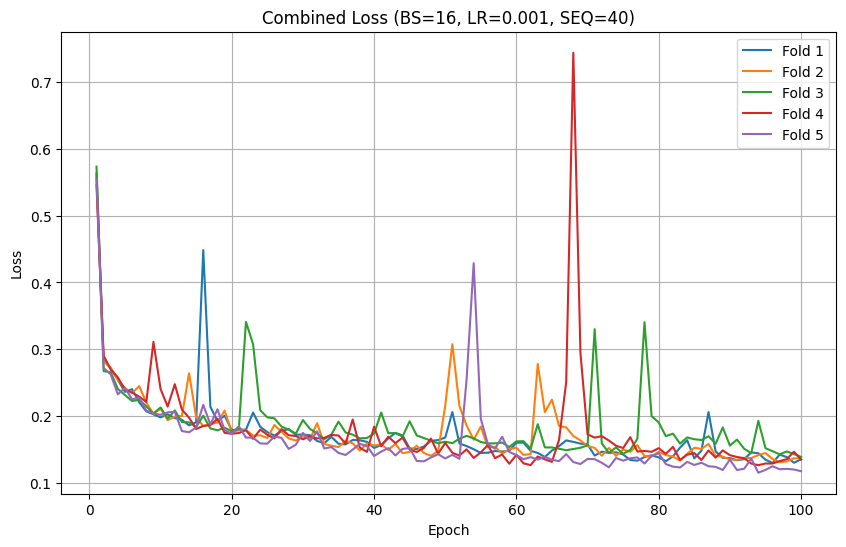 Combined Loss (BS=16, LR=0.001, SEQ=40)
Fold 1
Fold 2
Fold 3
Fold 4
Fold 5
Loss
0.7
0.6
0.5
0.4
0.3
0.2
0.1
0 20 40 60 80 100
Epoch